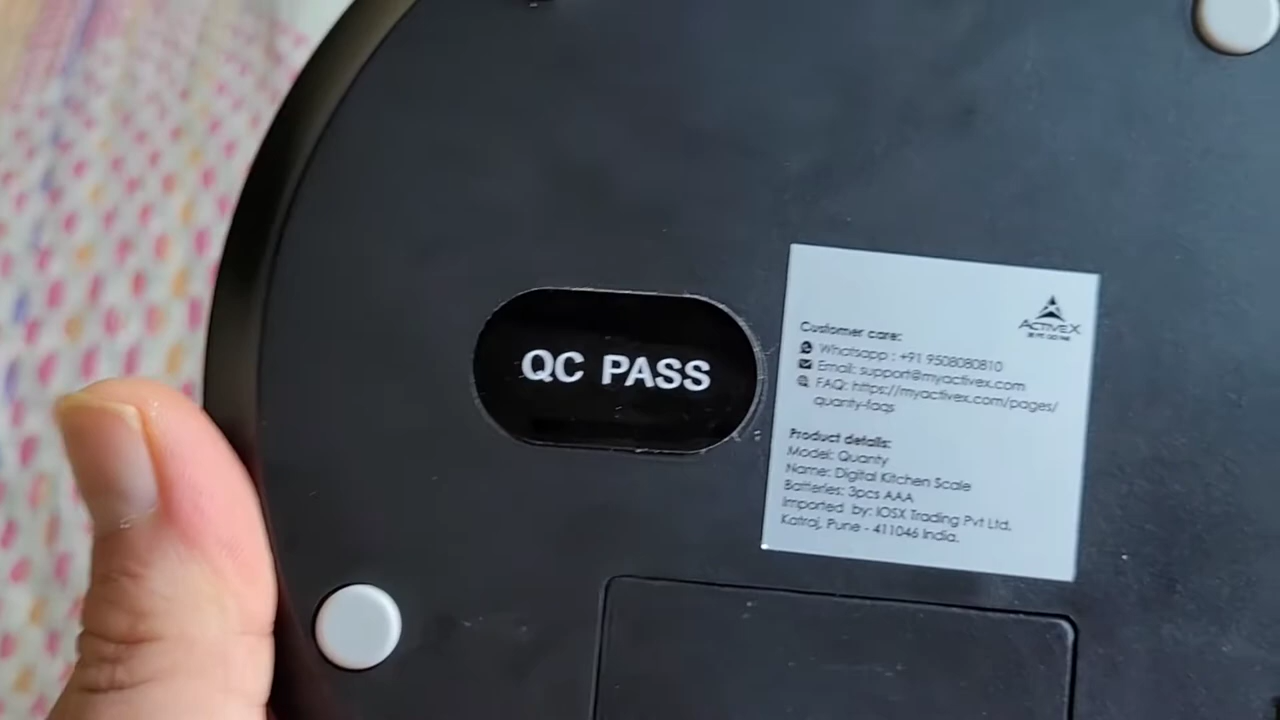 QC PASS
ACTIVEX
Customer care:
Whatsapp : +91 9508080810
Email: support@myactivex.com
FAQ: https://myactivex.com/pages/
quanty-faqs
Product details:
Model: Quanty
Name: Digital Kitchen Scale
Batteries: 3pcs AAA
Imported by: IOSX Trading Pvt Ltd.
Katraj, Pune - 411046 India.